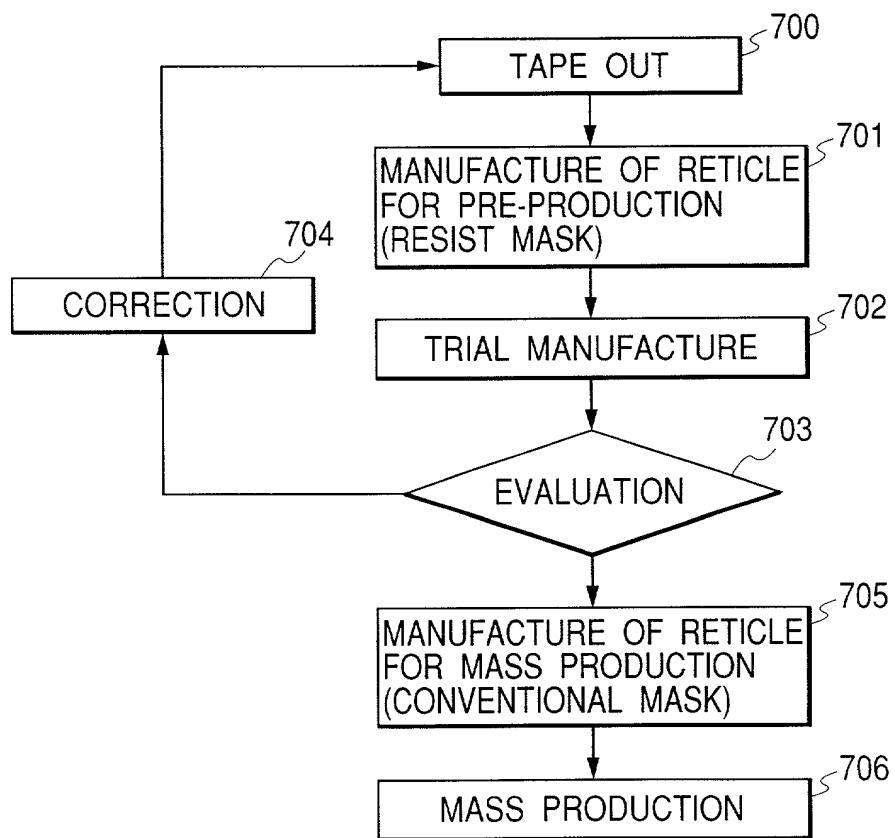 700
TAPE OUT
701
MANUFACTURE OF RETICLE
FOR PRE-PRODUCTION
(RESIST MASK)
704
CORRECTION
702
TRIAL MANUFACTURE
703
EVALUATION
705
MANUFACTURE OF RETICLE
FOR MASS PRODUCTION
(CONVENTIONAL MASK)
706
MASS PRODUCTION